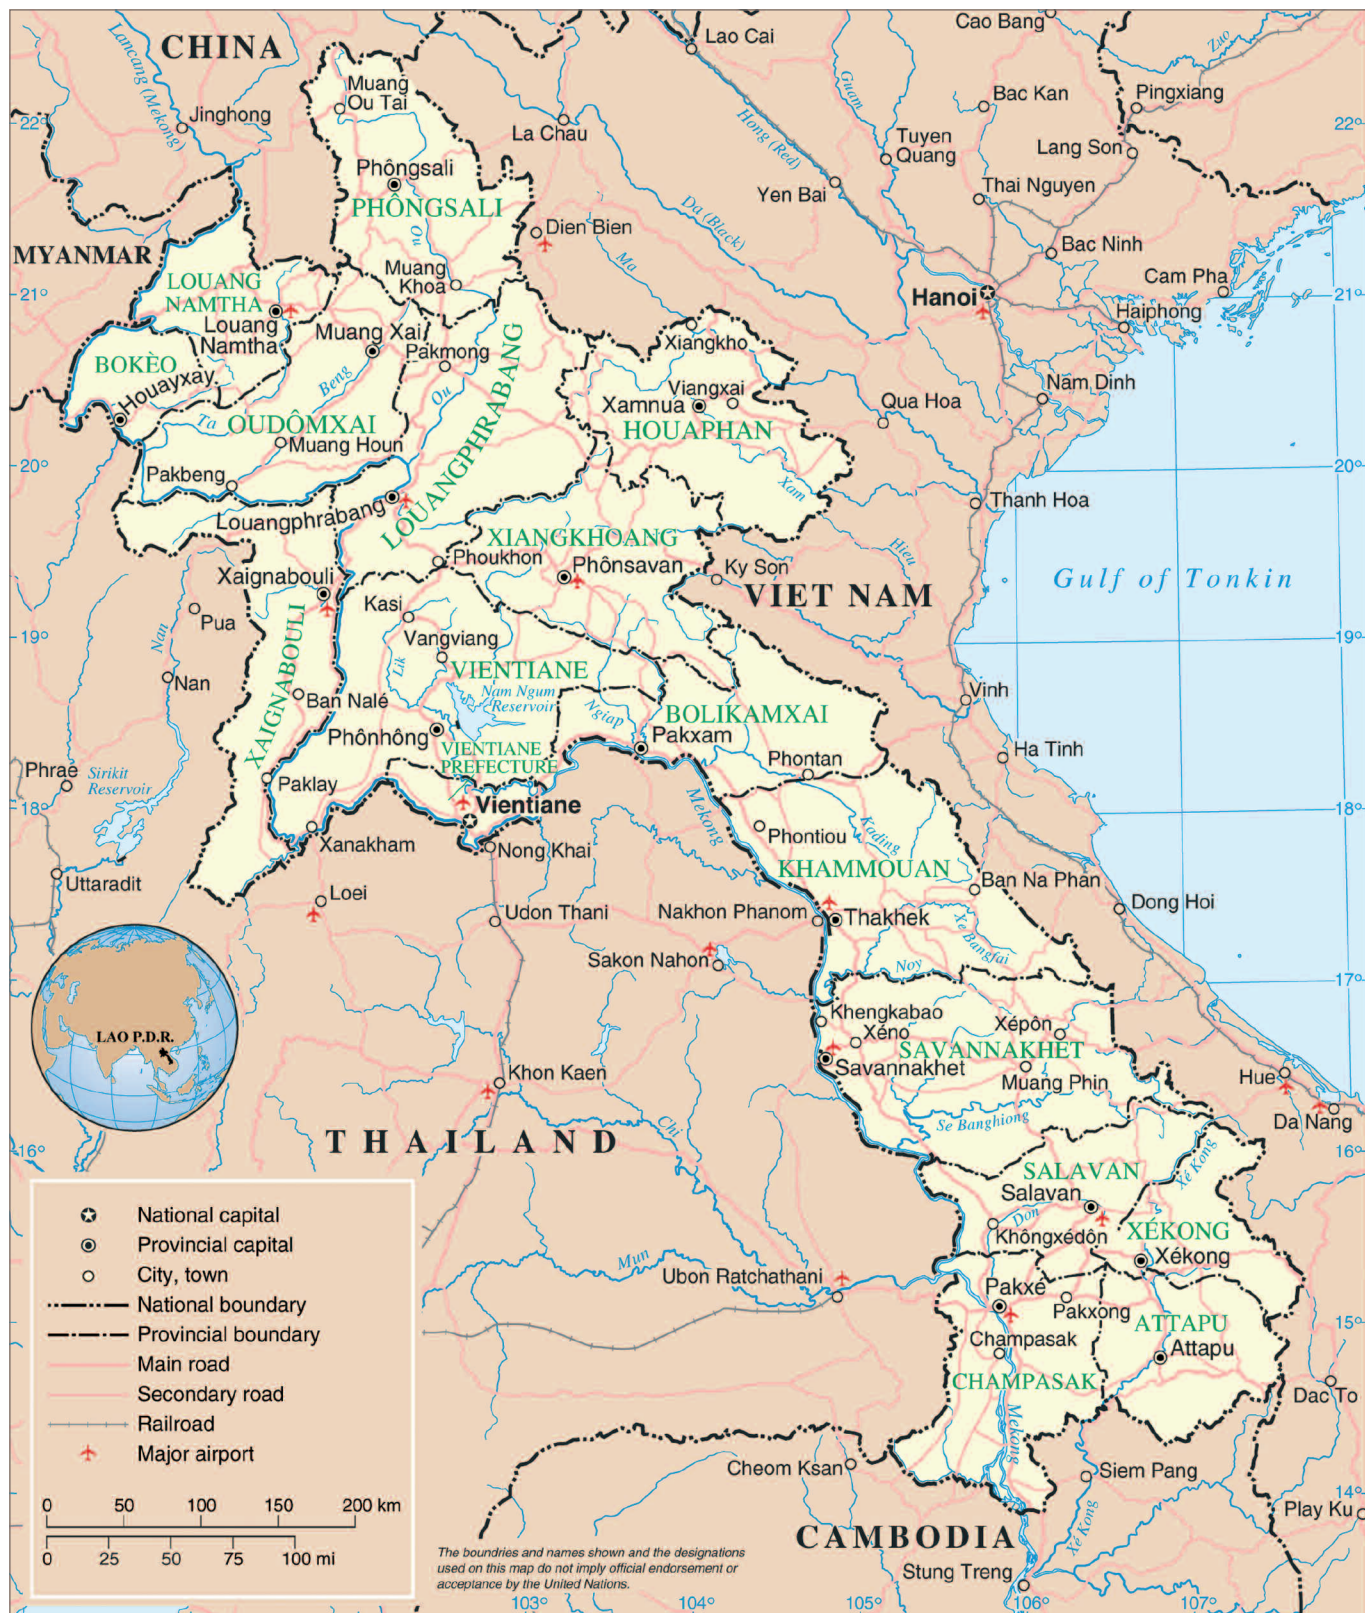 Cao Bang
Lao Cai
CHINA
Zuo
Lamcang (Mekong)
Muang
Ou Tai
Guam
Bac Kan
Pingxiang
Jinghong
22°
22°
La Chau
Hong (Red)
Tuyen
Quang
Lang Son
Phôngsali
Yen Bai
Thai Nguyen
PHÔNGSALI
Da (Black)
Ou
Dien Bien
Bac Ninh
MYANMAR
Ma
Muang
Khoa
Cam Pha
LOUANG
NAMTHA
21°
21°
Hanoi
Haiphong
Louang
Namtha
Muang Xai
Xiangkho
BOKÈO
Pakmong
Beng
Ou
Viangxai
Nam Dinh
Houayxay
Xamnua
Qua Hoa
Ta
OUDÔMXAI
HOUAPHAN
Muang Houn
LOUANGPHRABANG
20°
20°
Pakbeng
Xam
Thanh Hoa
Louangphrabang
XIANGKHOANG
Hieu
Phoukhon
Phônsavan
Ky Son
Xaignabouli
VIET NAM
Gulf of Tonkin
Kasi
Pua
19°
19°
Nan
Vangviang
Lik
VIENTIANE
Nan
XAIGNABOULI
Ban Nalé
Nam Ngum
Reservoir
Vinh
Ngiap
BOLIKAMXAI
Phônhông
Pakxam
VIENTIANE
PREFECTURE
Ha Tinh
Phontan
Phrae
Sirikit
Reservoir
Paklay
18°
18°
Vientiane
Mekong
Kading
Phontiou
Xanakham
Nong Khai
KHAMMOUAN
Uttaradit
Ban Na Phan
Loei
Dong Hoi
Udon Thani
Nakhon Phanom
Thakhek
Xe Bangfai
Sakon Nahon
Noy
17°
17°
Khengkabao
Xéno
Xépôn
LAO P.D.R.
SAVANNAKHET
Savannakhet
Khon Kaen
Muang Phin
Hue
Se Banghiong
Da Nang
THAILAND
Chi
16°
16°
SALAVAN
Xé Kong
Salavan
National capital
Don
XÉKONG
Khôngxédôn
Provincial capital
Xékong
Mun
City, town
Ubon Ratchathani
Pakxé
National boundary
Pakxong
ATTAPU
15°
Provincial boundary
Champasak
Attapu
Main road
CHAMPASAK
Secondary road
Dac To
Railroad
Mekong
Major airport
Cheom Ksan
Siem Pang
14°
0 50 100 150 200 km
Play Ku
CAMBODIA
Xé Kong
0 25 50 75 100 mi
The boundries and names shown and the designations
used on this map do not imply official endorsement or
acceptance by the United Nations.
Stung Treng
103° 104° 105° 106° 107°